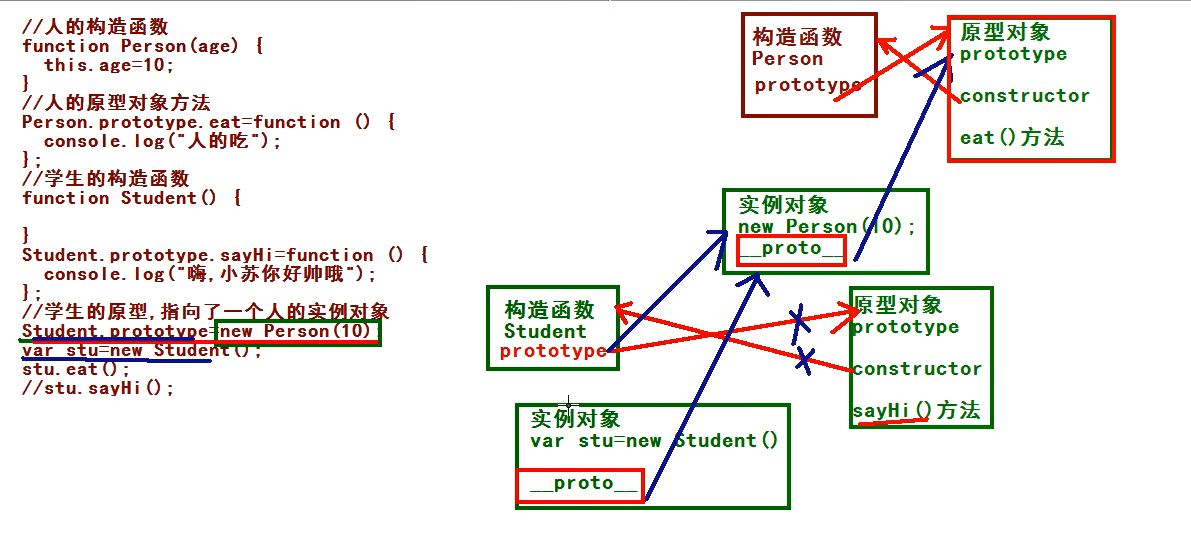 //人的构造函数
function Person(age) {
  this.age=10;
}
//人的原型对象方法
Person.prototype.eat=function () {
  console.log("人的吃");
};
//学生的构造函数
function Student() {

}
Student.prototype.sayHi=function () {
  console.log("嗨,小苏你好帅哦");
};
//学生的原型,指向了一个人的实例对象
Student.prototype=new Person(10)
var stu=new Student();
stu.eat();
//stu.sayHi();
构造函数
Person
prototype
原型对象
prototype
constructor
eat()方法
实例对象
new Person(10);
__proto__
构造函数
Student
prototype
原型对象
prototype
constructor
sayHi()方法
实例对象
var stu=new Student()
__proto__